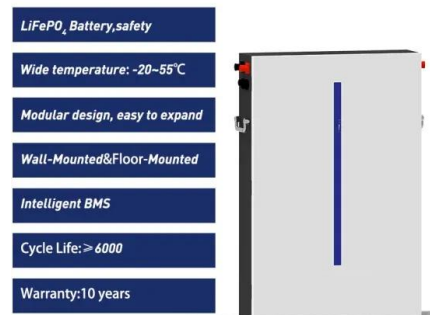 LiFePO₄ Battery,safety
Wide temperature: -20~55℃
Modular design, easy to expand
Wall-Mounted&Floor-Mounted
Intelligent BMS
Cycle Life:≥6000
Warranty:10 years